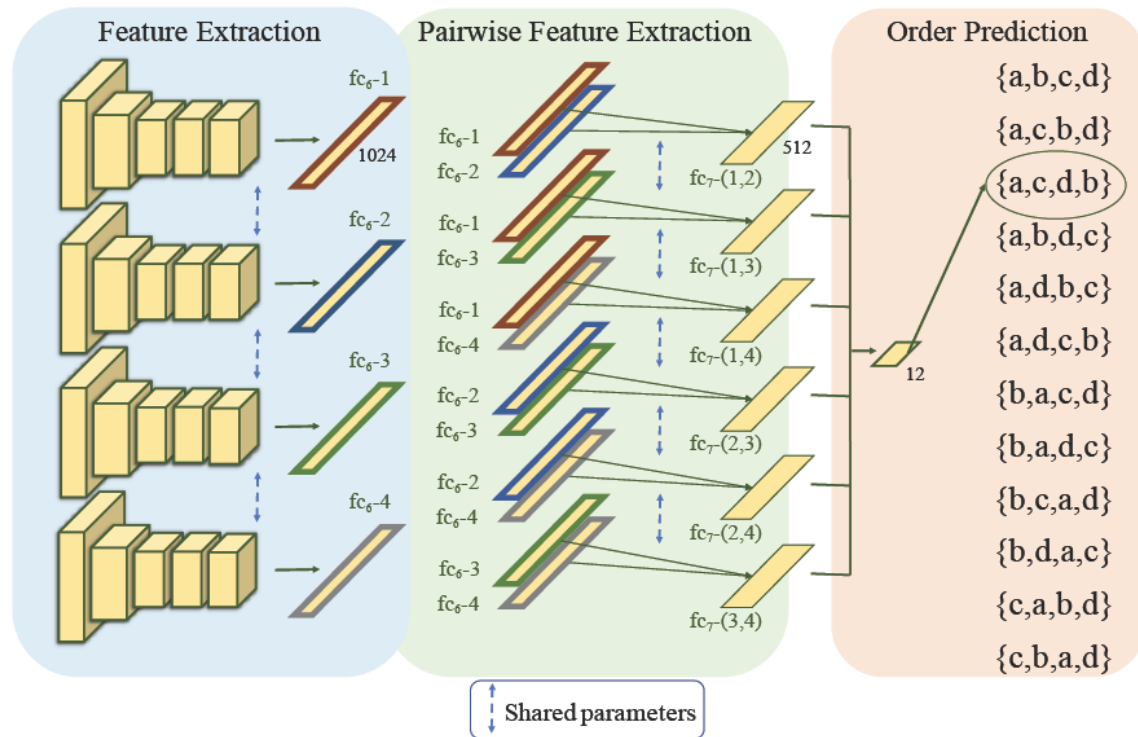 Feature Extraction
Pairwise Feature Extraction
Order Prediction
fc₆-1
1024
fc₆-2
fc₆-3
fc₆-4
fc₆-1
fc₆-2
512
fc₇-(1,2)
fc₆-1
fc₆-3
fc₇-(1,3)
fc₆-1
fc₆-4
fc₇-(1,4)
fc₆-2
fc₆-3
fc₇-(2,3)
fc₆-2
fc₆-4
fc₇-(2,4)
fc₆-3
fc₆-4
fc₇-(3,4)
12
{a,b,c,d}
{a,c,b,d}
{a,c,d,b}
{a,b,d,c}
{a,d,b,c}
{a,d,c,b}
{b,a,c,d}
{b,a,d,c}
{b,c,a,d}
{b,d,a,c}
{c,a,b,d}
{c,b,a,d}
Shared parameters